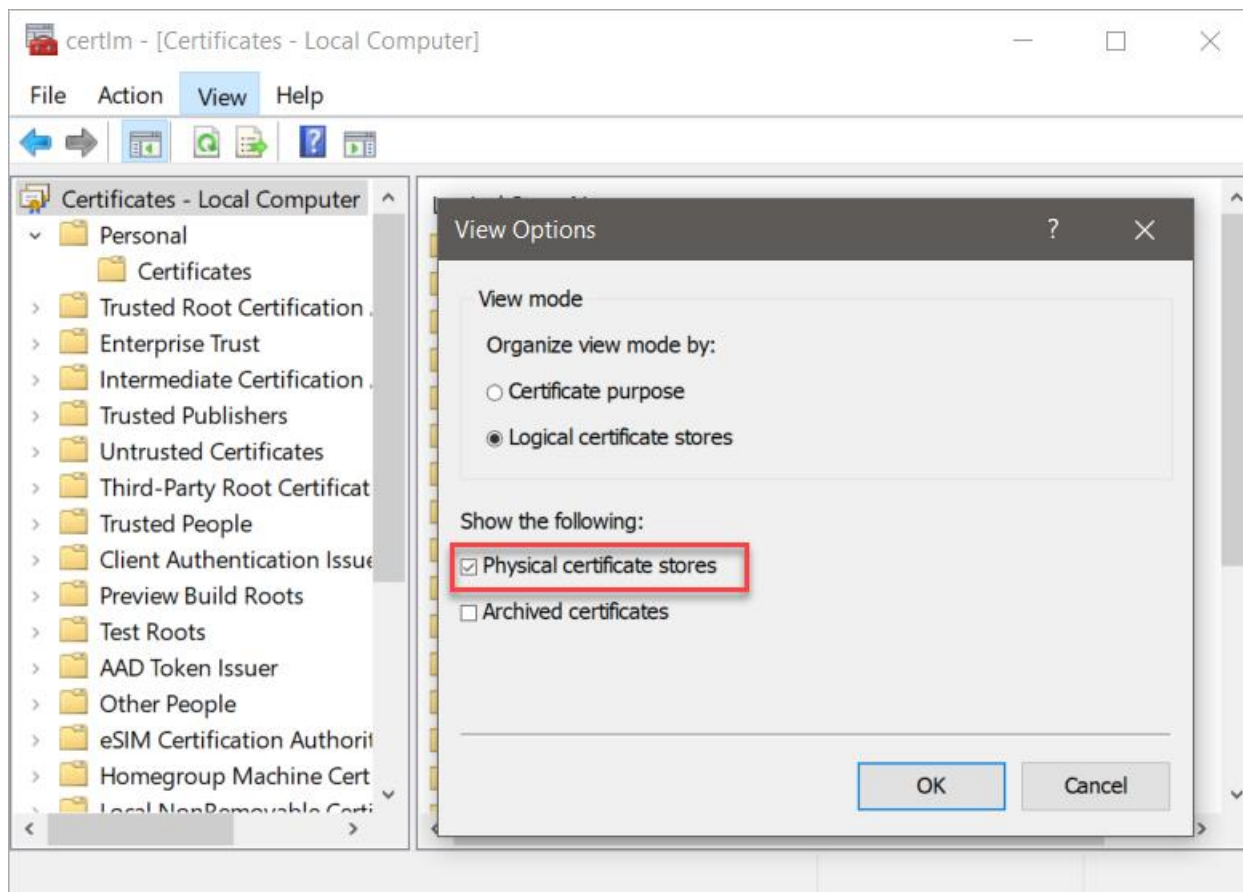 certlm - [Certificates - Local Computer]
File Action View Help
Certificates - Local Computer
Personal
Certificates
Trusted Root Certification
Enterprise Trust
Intermediate Certification
Trusted Publishers
Untrusted Certificates
Third-Party Root Certificat
Trusted People
Client Authentication Issue
Preview Build Roots
Test Roots
AAD Token Issuer
Other People
eSIM Certification Authorit
Homegroup Machine Cert
Local NonRemovable Certi
View Options
View mode
Organize view mode by:
Certificate purpose
Logical certificate stores
Show the following:
Physical certificate stores
Archived certificates
OK Cancel